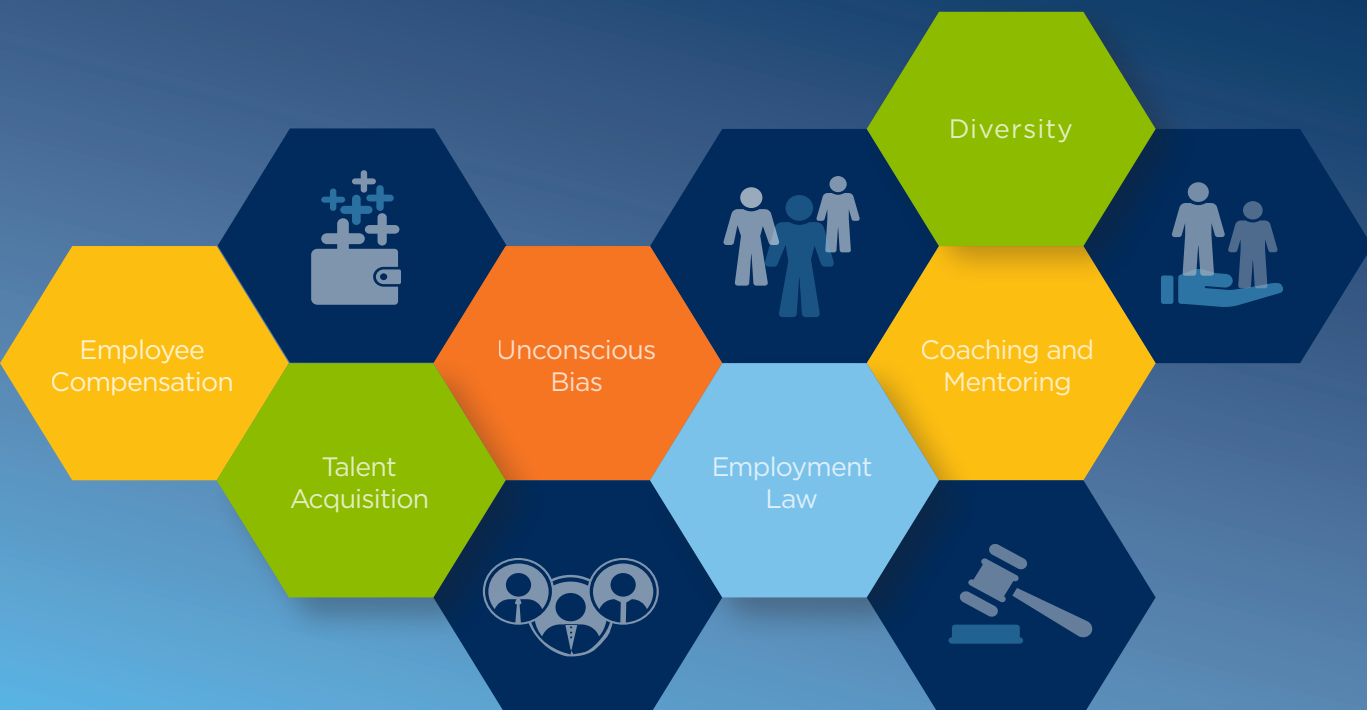 Diversity
Employee
Compensation
Unconscious
Bias
Coaching and
Mentoring
Talent
Acquisition
Employment
Law